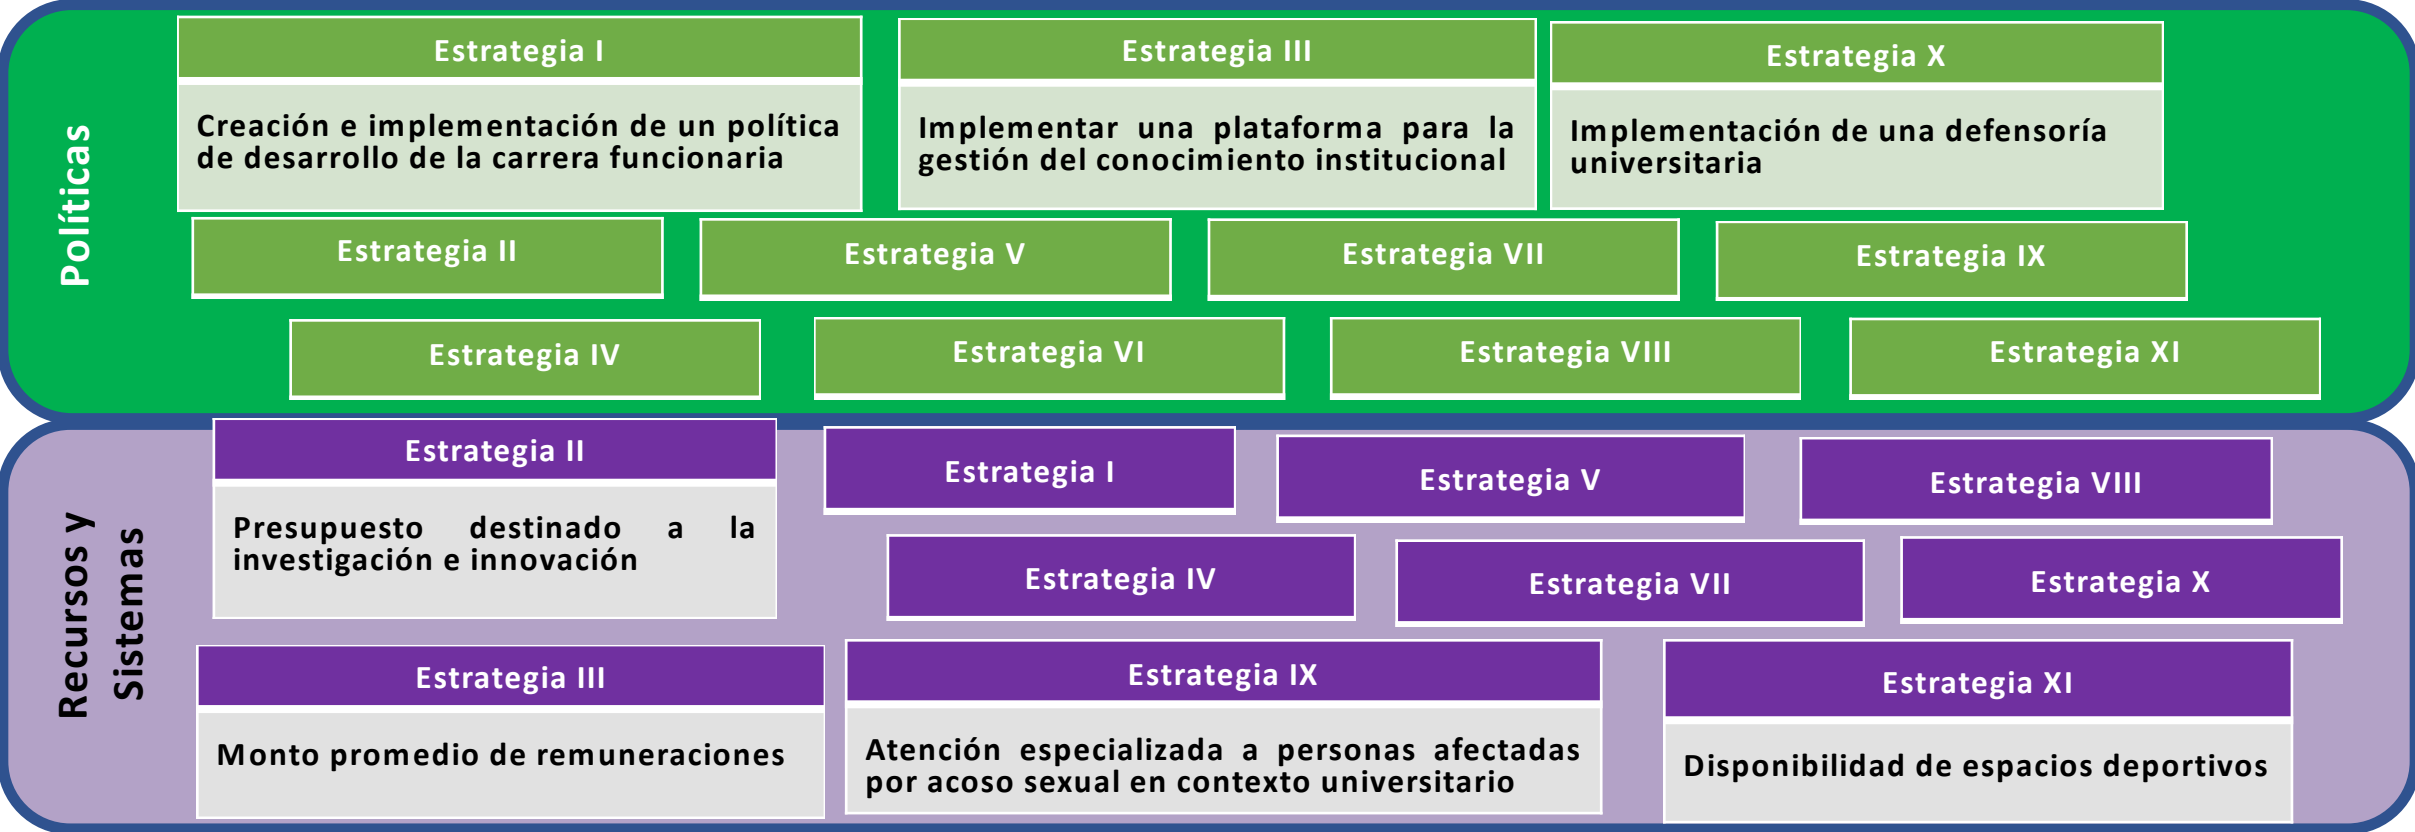 Políticas
Estrategia I
Creación e implementación de un política
de desarrollo de la carrera funcionaria
Estrategia III
Implementar una plataforma para la
gestión del conocimiento institucional
Estrategia X
Implementación de una defensoría
universitaria
Estrategia II
Estrategia V
Estrategia VII
Estrategia IX
Estrategia IV
Estrategia VI
Estrategia VIII
Estrategia XI
Recursos y
Sistemas
Estrategia II
Presupuesto destinado a la
investigación e innovación
Estrategia I
Estrategia V
Estrategia VIII
Estrategia IV
Estrategia VII
Estrategia X
Estrategia III
Monto promedio de remuneraciones
Estrategia IX
Atención especializada a personas afectadas
por acoso sexual en contexto universitario
Estrategia XI
Disponibilidad de espacios deportivos